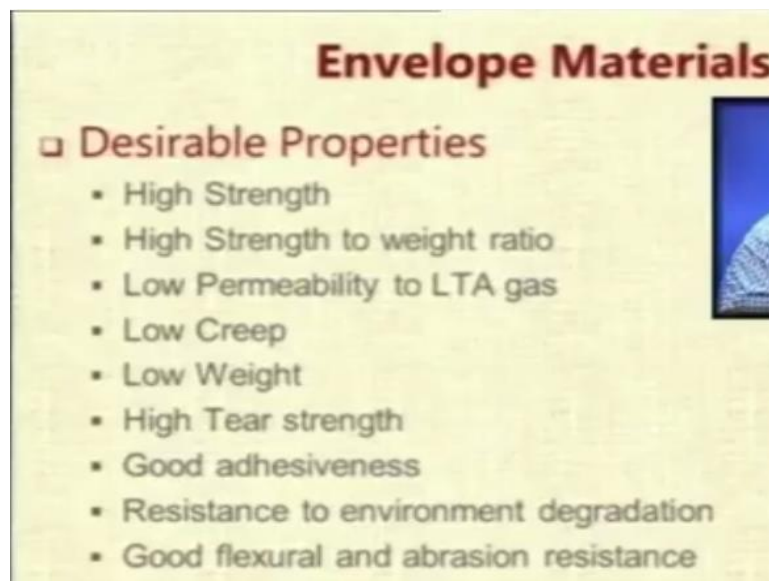 Envelope Materials
Desirable Properties
High Strength
High Strength to weight ratio
Low Permeability to LTA gas
Low Creep
Low Weight
High Tear strength
Good adhesiveness
Resistance to environment degradation
Good flexural and abrasion resistance